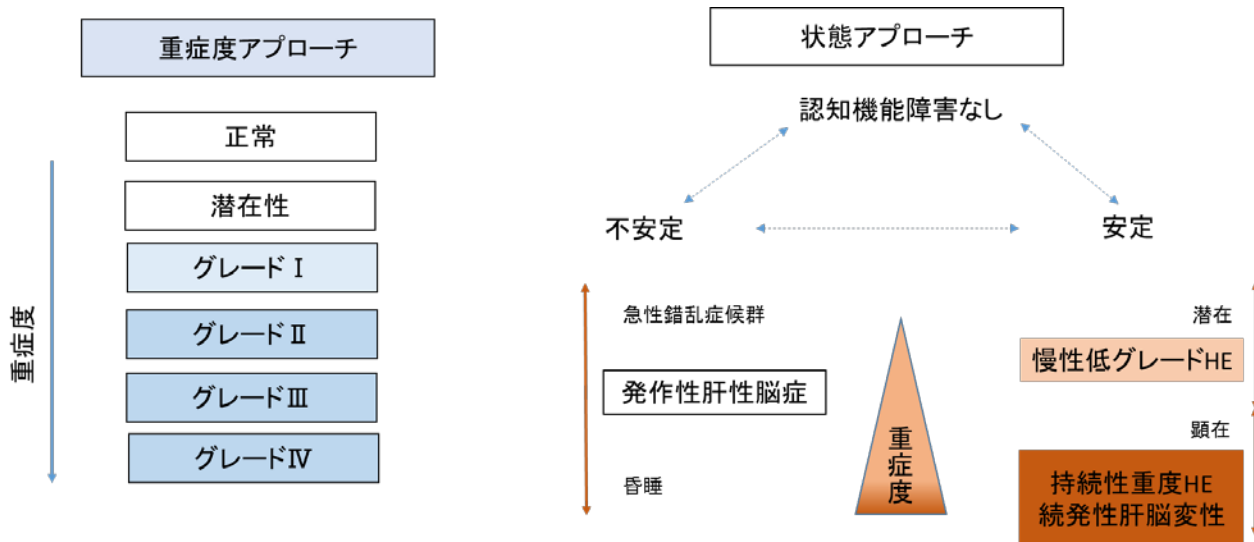 重症度アプローチ
正常
潜在性
グレードⅠ
グレードⅡ
グレードⅢ
グレードⅣ
重症度
状態アプローチ
認知機能障害なし
不安定
安定
急性錯乱症候群
発作性肝性脳症
昏睡
重症度
潜在
慢性低グレードHE
顕在
持続性重度HE
続発性肝脳変性